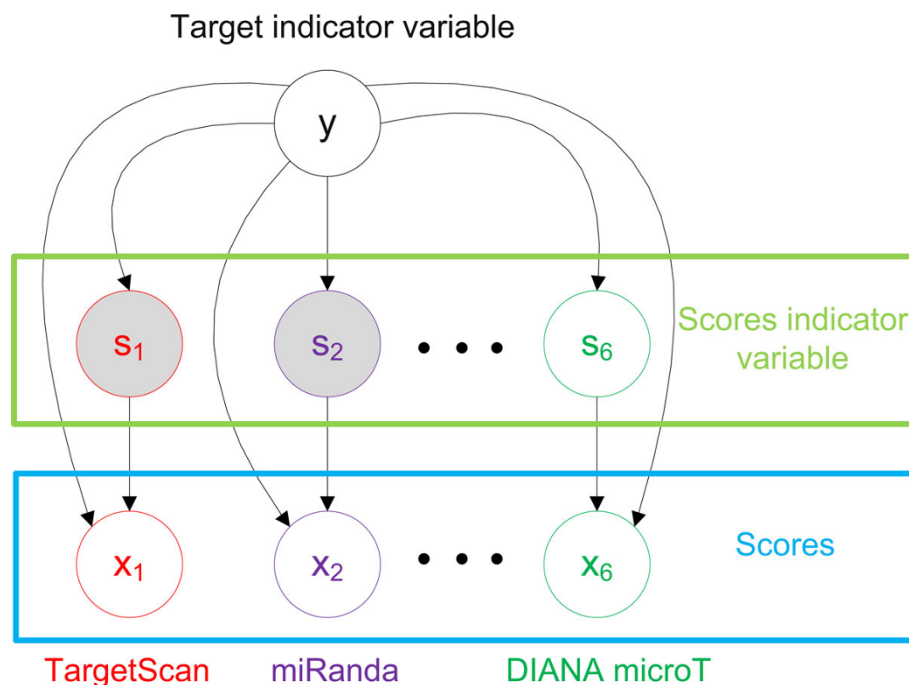 Target indicator variable
y
s₁
s₂
• • •
s₆
Scores indicator
variable
x₁
x₂
• • •
x₆
Scores
TargetScan
miRanda
DIANA microT